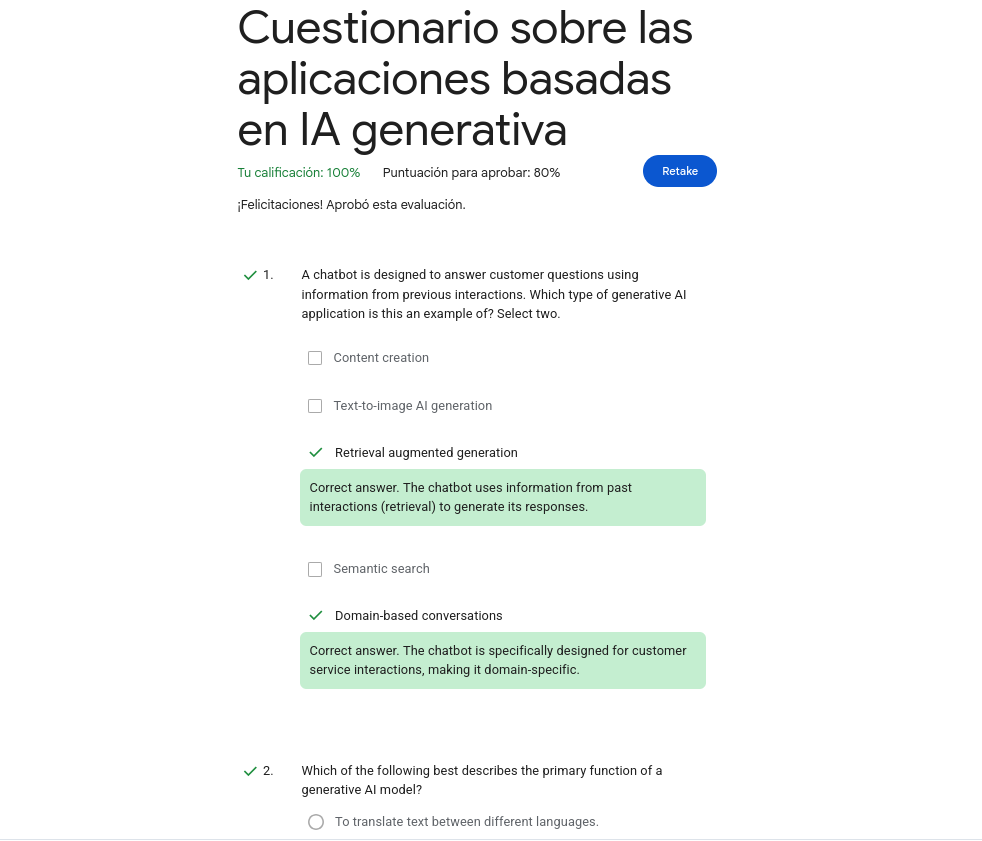 Cuestionario sobre las
aplicaciones basadas
en IA generativa
Tu calificación: 100% Puntuación para aprobar: 80% Retake
¡Felicitaciones! Aprobó esta evaluación.
1. A chatbot is designed to answer customer questions using
information from previous interactions. Which type of generative AI
application is this an example of? Select two.
Content creation
Text-to-image AI generation
Retrieval augmented generation
Correct answer. The chatbot uses information from past
interactions (retrieval) to generate its responses.
Semantic search
Domain-based conversations
Correct answer. The chatbot is specifically designed for customer
service interactions, making it domain-specific.
2. Which of the following best describes the primary function of a
generative AI model?
To translate text between different languages.